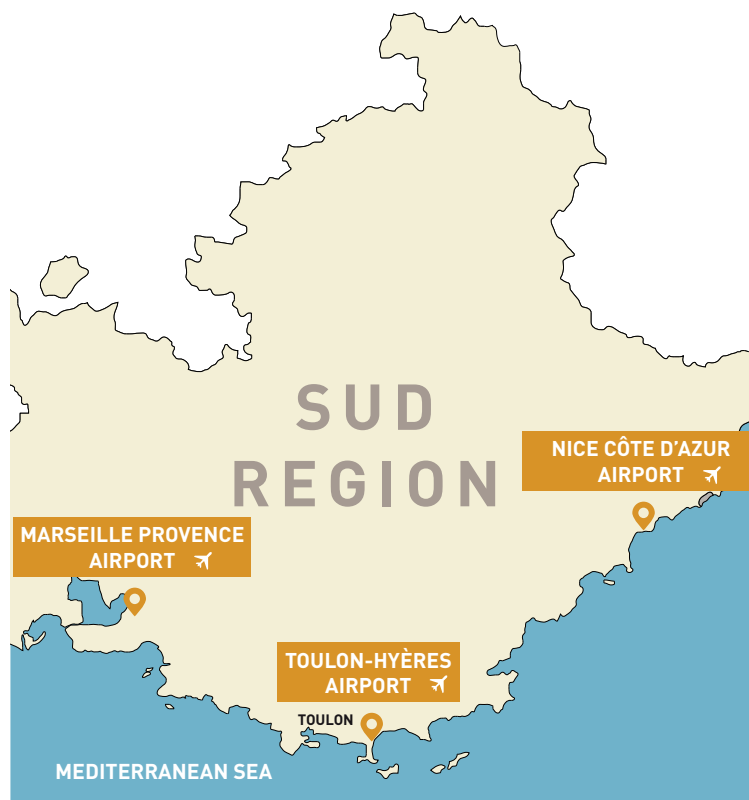 SUD
REGION
NICE CÔTE D'AZUR
AIRPORT
MARSEILLE PROVENCE
AIRPORT
TOULON-HYÈRES
AIRPORT
TOULON
MEDITERRANEAN SEA